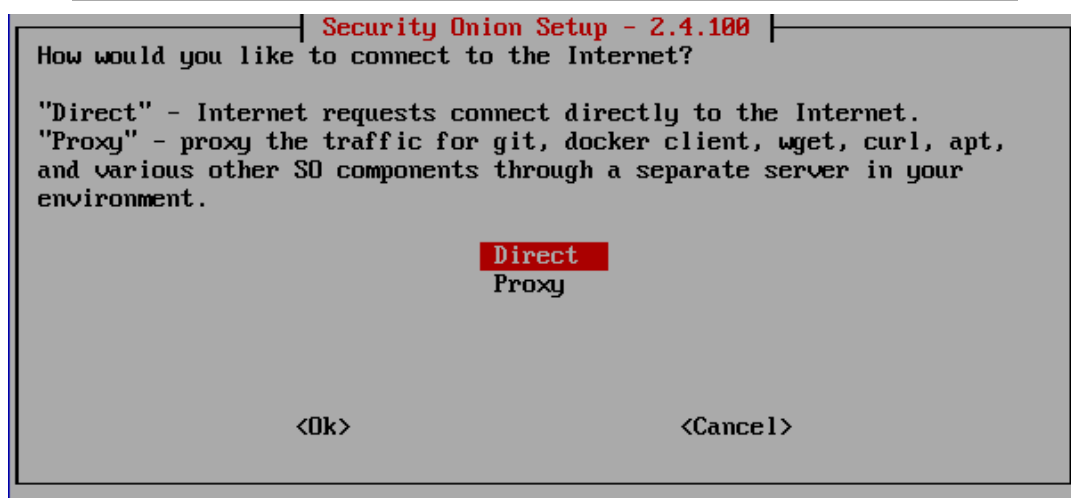 Security Onion Setup - 2.4.100
How would you like to connect to the Internet?
"Direct" - Internet requests connect directly to the Internet.
"Proxy" - proxy the traffic for git, docker client, wget, curl, apt,
and various other SO components through a separate server in your
environment.
Direct
Proxy
<Ok> <Cancel>